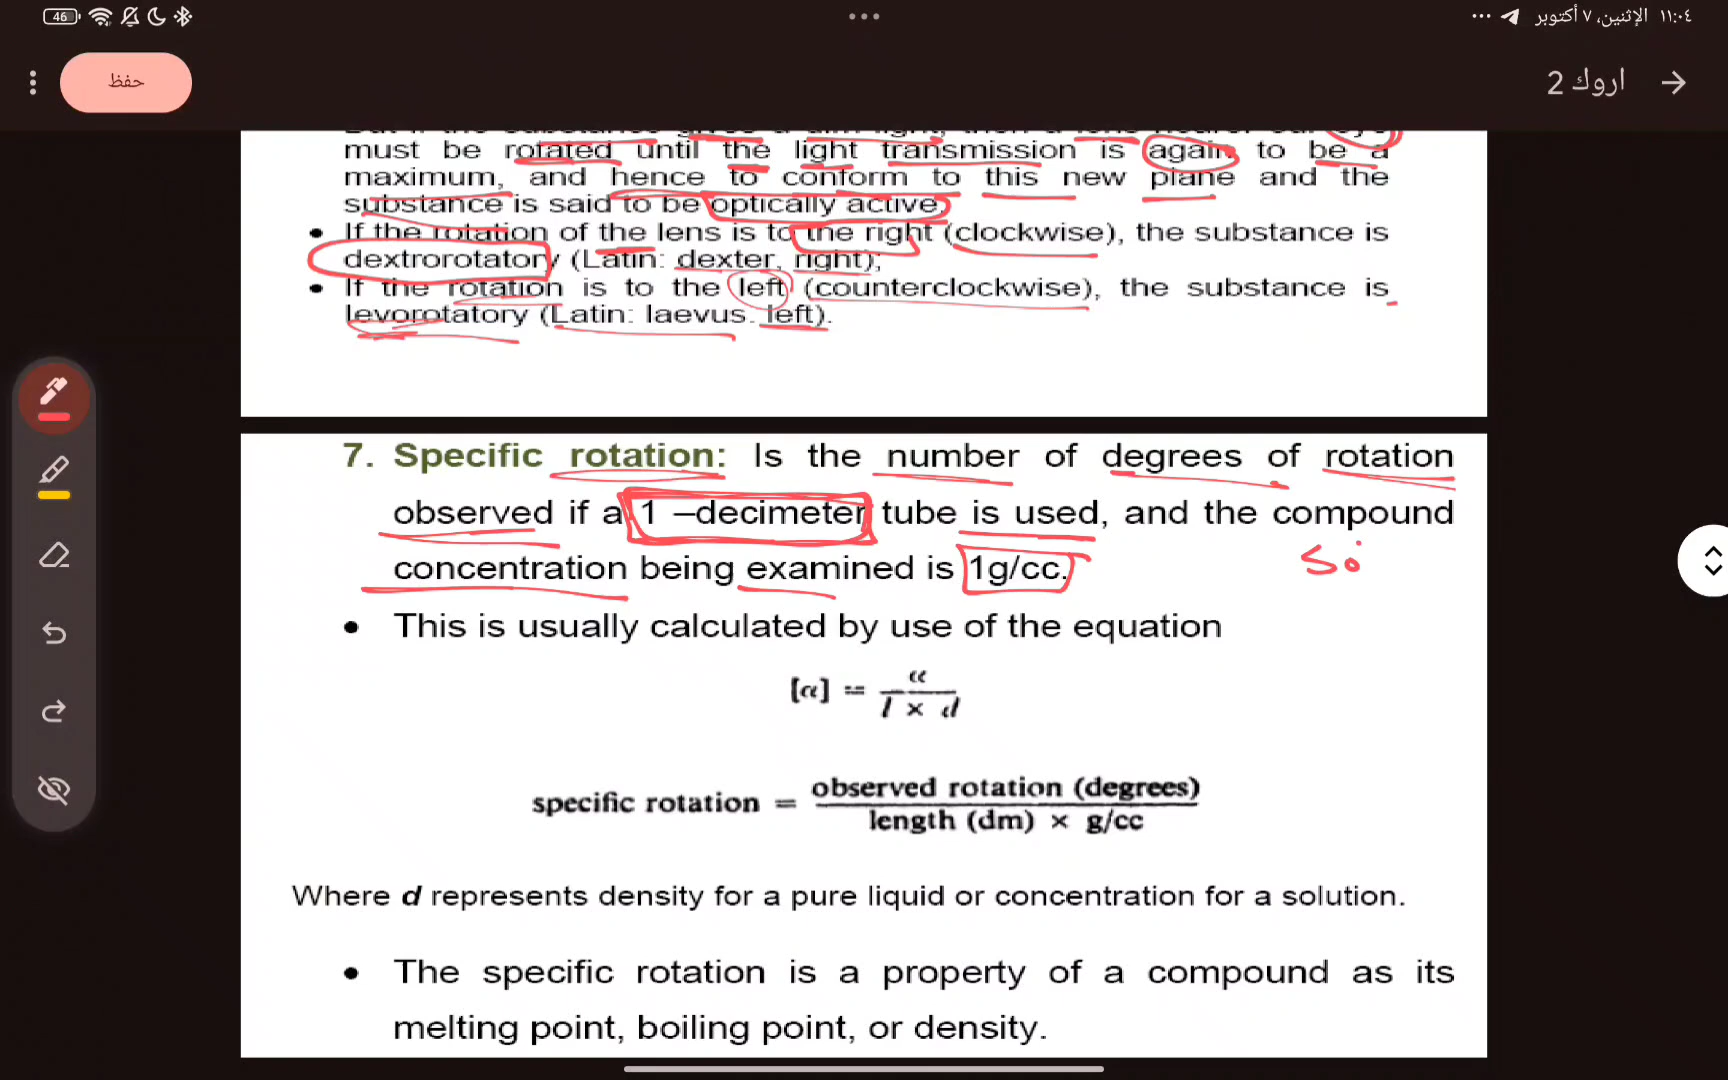 46
١١:٠٤ الإثنين، ٧ أكتوبر
حفظ
اروك 2
must be rotated until the light transmission is again to be a
maximum, and hence to conform to this new plane and the
substance is said to be optically active.
• If the rotation of the lens is to the right (clockwise), the substance is
dextrorotatory (Latin: dexter, right);
• If the rotation is to the left (counterclockwise), the substance is
levorotatory (Latin: laevus. left).
7. Specific rotation: Is the number of degrees of rotation
observed if a 1 –decimeter tube is used, and the compound
concentration being examined is 1g/cc.
• This is usually calculated by use of the equation
[α] = α
l × d
specific rotation = observed rotation (degrees)
length (dm) × g/cc
Where d represents density for a pure liquid or concentration for a solution.
• The specific rotation is a property of a compound as its
melting point, boiling point, or density.